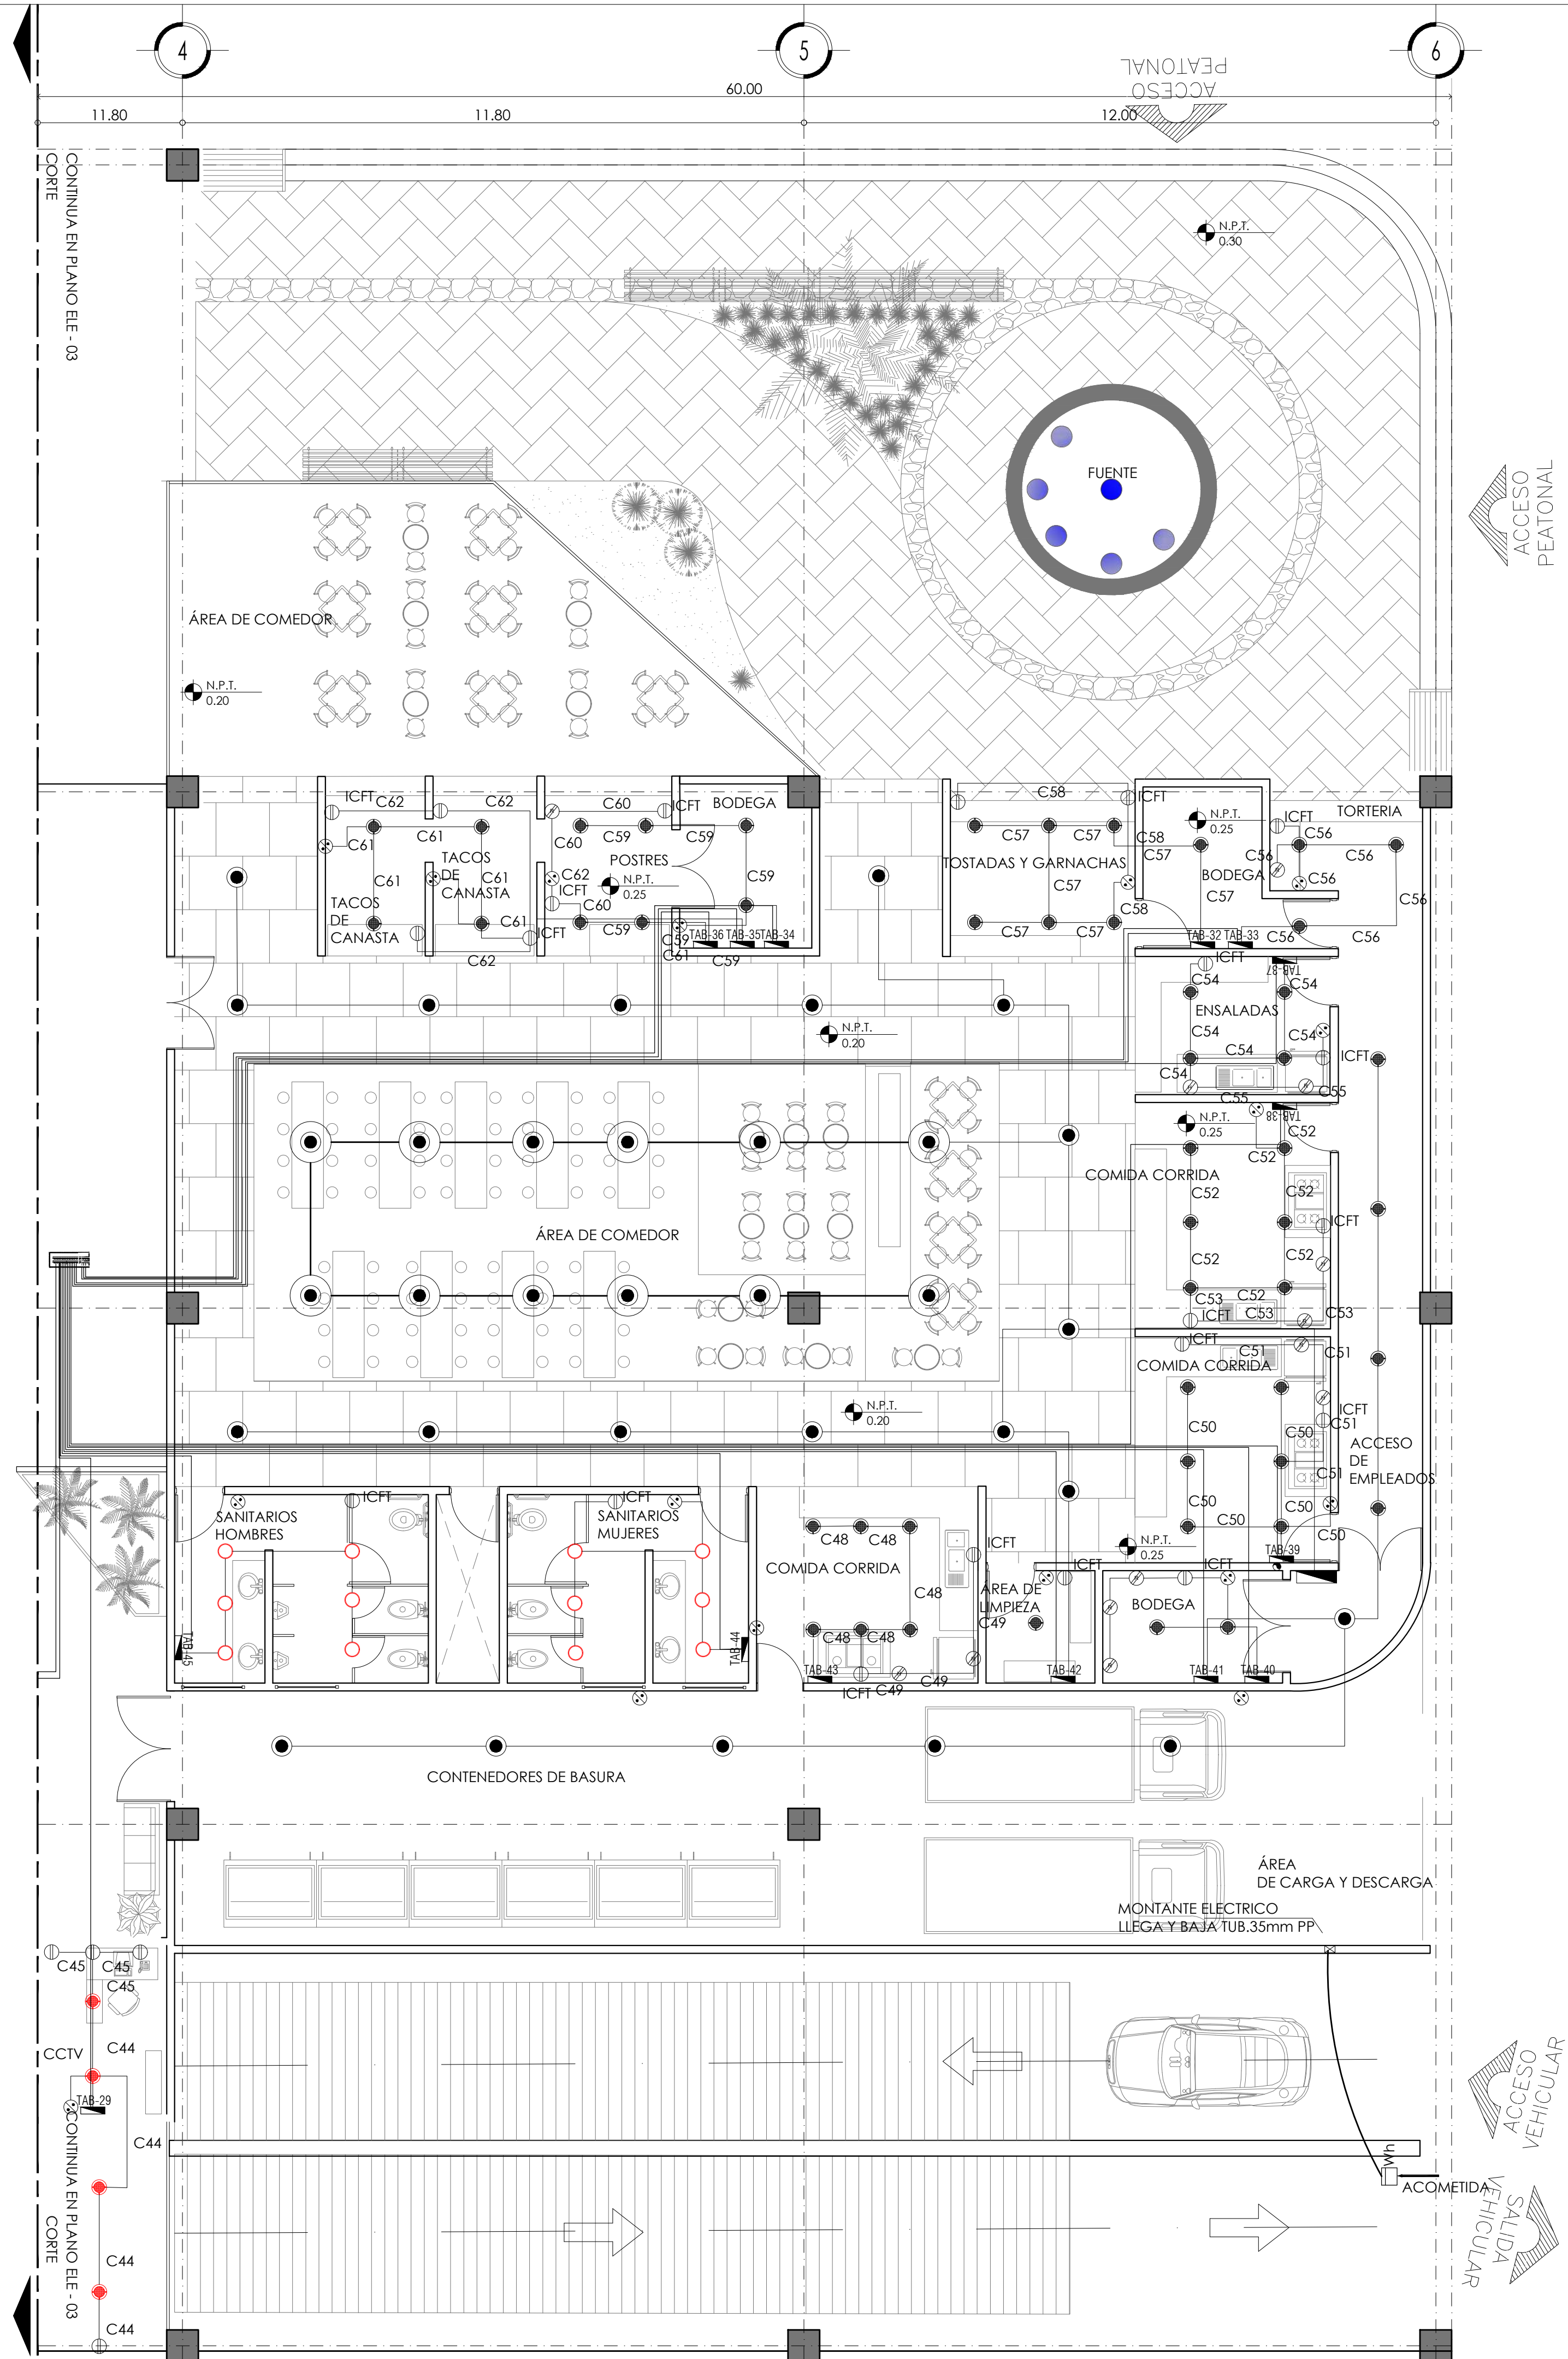 4
5
6
ACCESO
PEATONAL
60.00
11.80
11.80
12.00
CONTINUA EN PLANO ELE - 03
CORTE
N.P.T.
0.30
FUENTE
ACCESO
PEATONAL
ÁREA DE COMEDOR
N.P.T.
0.20
ICFT
C62
C62
C60
ICFT
BODEGA
C58
ICFT
N.P.T.
0.25
ICFT
TORTERIA
C61
C61
C60
C59
C59
C57
C57
C58
C57
C56
C56
C56
TACOS
DE
CANASTA
POSTRES
TOSTADAS Y GARNACHAS
BODEGA
C61
C61
C62
ICFT
N.P.T.
0.25
C59
C57
C57
C56
C56
TACOS
DE
CANASTA
C61
C60
C59
C58
ICFT
C62
C59
C61
C59
TAB-36
TAB-35
TAB-34
C57
C57
TAB-32
TAB-33
C56
C56
ICFT
TAB-37
C54
C54
ENSALADAS
C54
C54
C54
ICFT
C54
C55
C55
N.P.T.
0.20
N.P.T.
0.25
TAB-38
C52
C52
COMIDA CORRIDA
C52
C52
ICFT
C52
C52
C53
C52
ICFT
C53
C53
ÁREA DE COMEDOR
ICFT
C51
C51
COMIDA CORRIDA
ICFT
C51
C50
C50
ACCESO
DE
EMPLEADOS
C51
C50
C50
C50
N.P.T.
0.20
N.P.T.
0.25
TAB-39
SANITARIOS
HOMBRES
ICFT
SANITARIOS
MUJERES
ICFT
TAB-45
TAB-44
C48
C48
ICFT
COMIDA CORRIDA
C48
C48
C48
TAB-43
ICFT
C49
C49
ÁREA DE
LIMPIEZA
C49
ICFT
TAB-42
ICFT
BODEGA
TAB-41
TAB-40
CONTENEDORES DE BASURA
ÁREA
DE CARGA Y DESCARGA
MONTANTE ELECTRICO
LLEGA Y BAJA TUB.35mm PP
C45
C45
C45
C44
CCTV
TAB-29
C44
CONTINUA EN PLANO ELE - 03
CORTE
C44
C44
Wh
ACOMETIDA
ACCESO
VEHICULAR
SALIDA
VEHICULAR